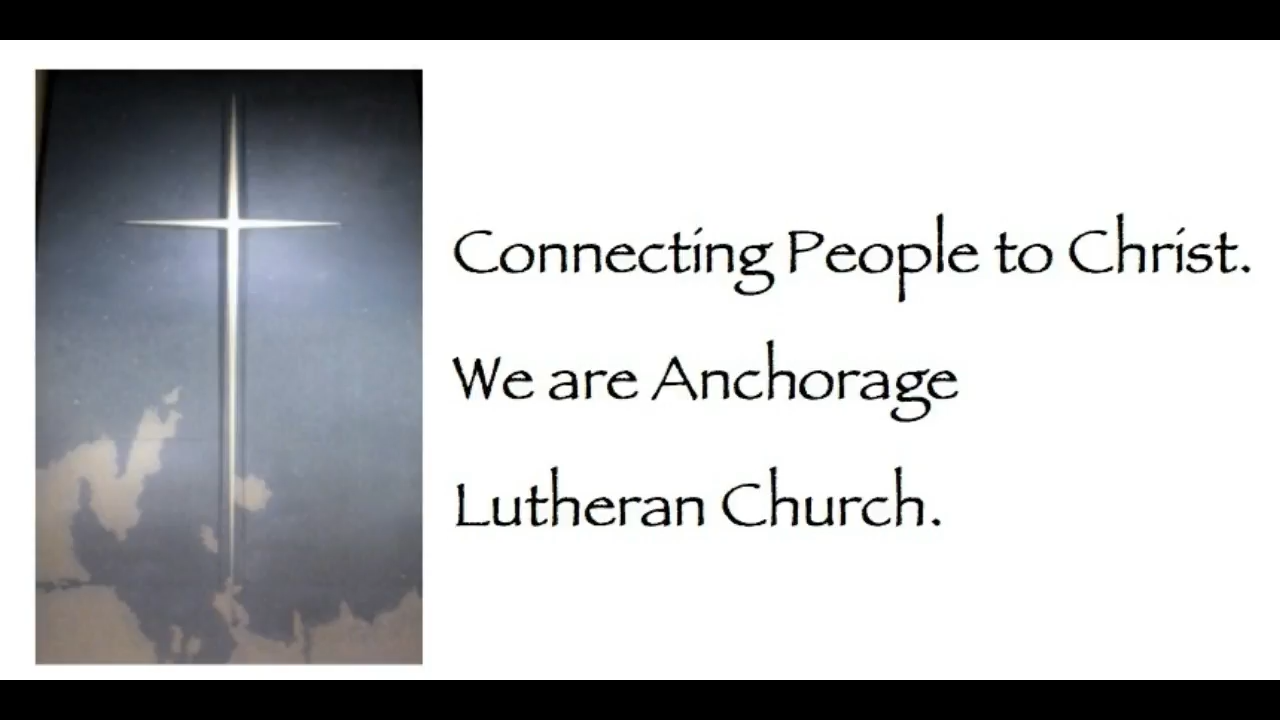 Connecting People to Christ.
We are Anchorage
Lutheran Church.